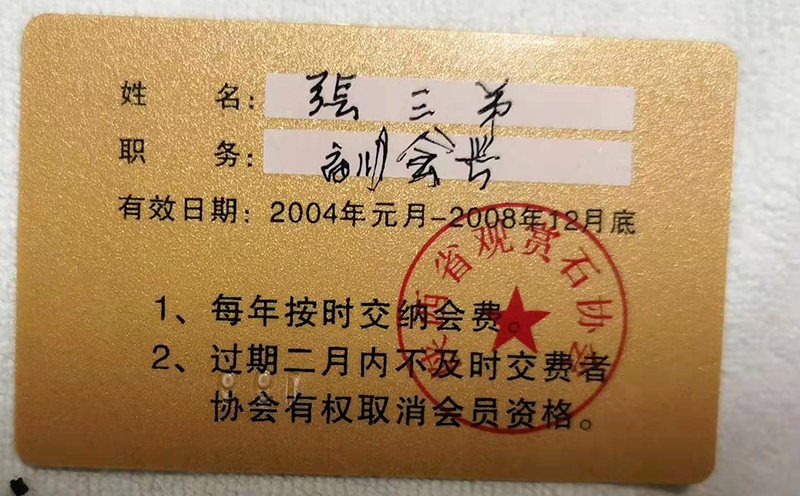 姓 名: 张三弟
职 务: 副会长
有效日期: 2004年元月-2008年12月底
1、每年按时交纳会费。
2、过期二月内不及时交费者
协会有权取消会员资格。
省观赏石协会